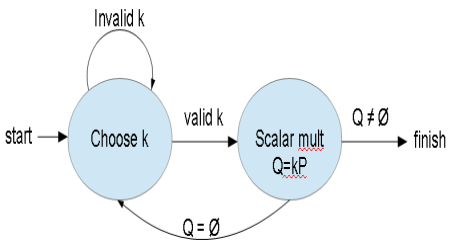 Invalid k
start
Choose k
valid k
Scalar mult
Q=kP
Q ≠ Ø
finish
Q = Ø